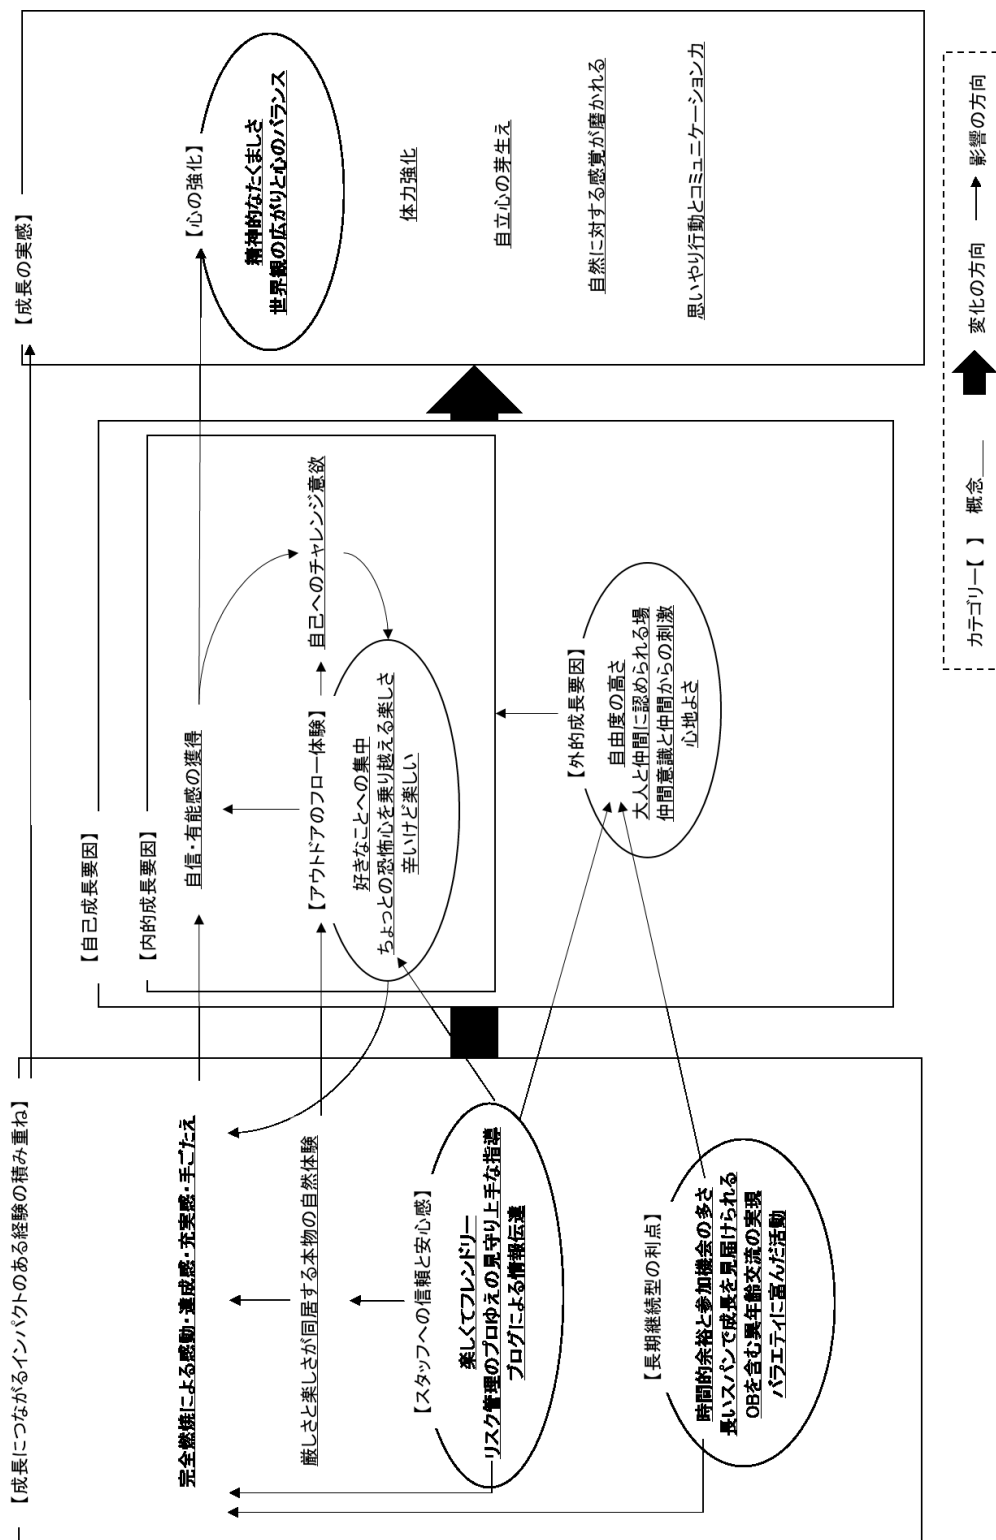 【成長につながるインパクトのある経験の積み重ね】
完全燃焼による感動・達成感・充実感・手ごたえ
厳しさと楽しさが同居する本物の自然体験
【スタッフへの信頼と安心感】
楽しくてフレンドリー
リスク管理のプロゆえの見守り上手な指導
ブログによる情報伝達
【長期継続型の利点】
時間的余裕と参加機会の多さ
長いスパンで成長を見届けられる
OBを含む異年齢交流の実現
バラエティに富んだ活動
【自己成長要因】
【内的成長要因】
自信・有能感の獲得
【アウトドアのフロー体験】
自己へのチャレンジ意欲
好きなことへの集中
ちょっとの恐怖心を乗り越える楽しさ
辛いけど楽しい
【外的成長要因】
自由度の高さ
大人と仲間に認められる場
仲間意識と仲間からの刺激
心地よさ
【成長の実感】
【心の強化】
精神的なたくましさ
世界観の広がりと心のバランス
体力強化
自立心の芽生え
自然に対する感覚が磨かれる
思いやり行動とコミュニケーション力
カテゴリー【 】 概念___ 変化の方向 影響の方向